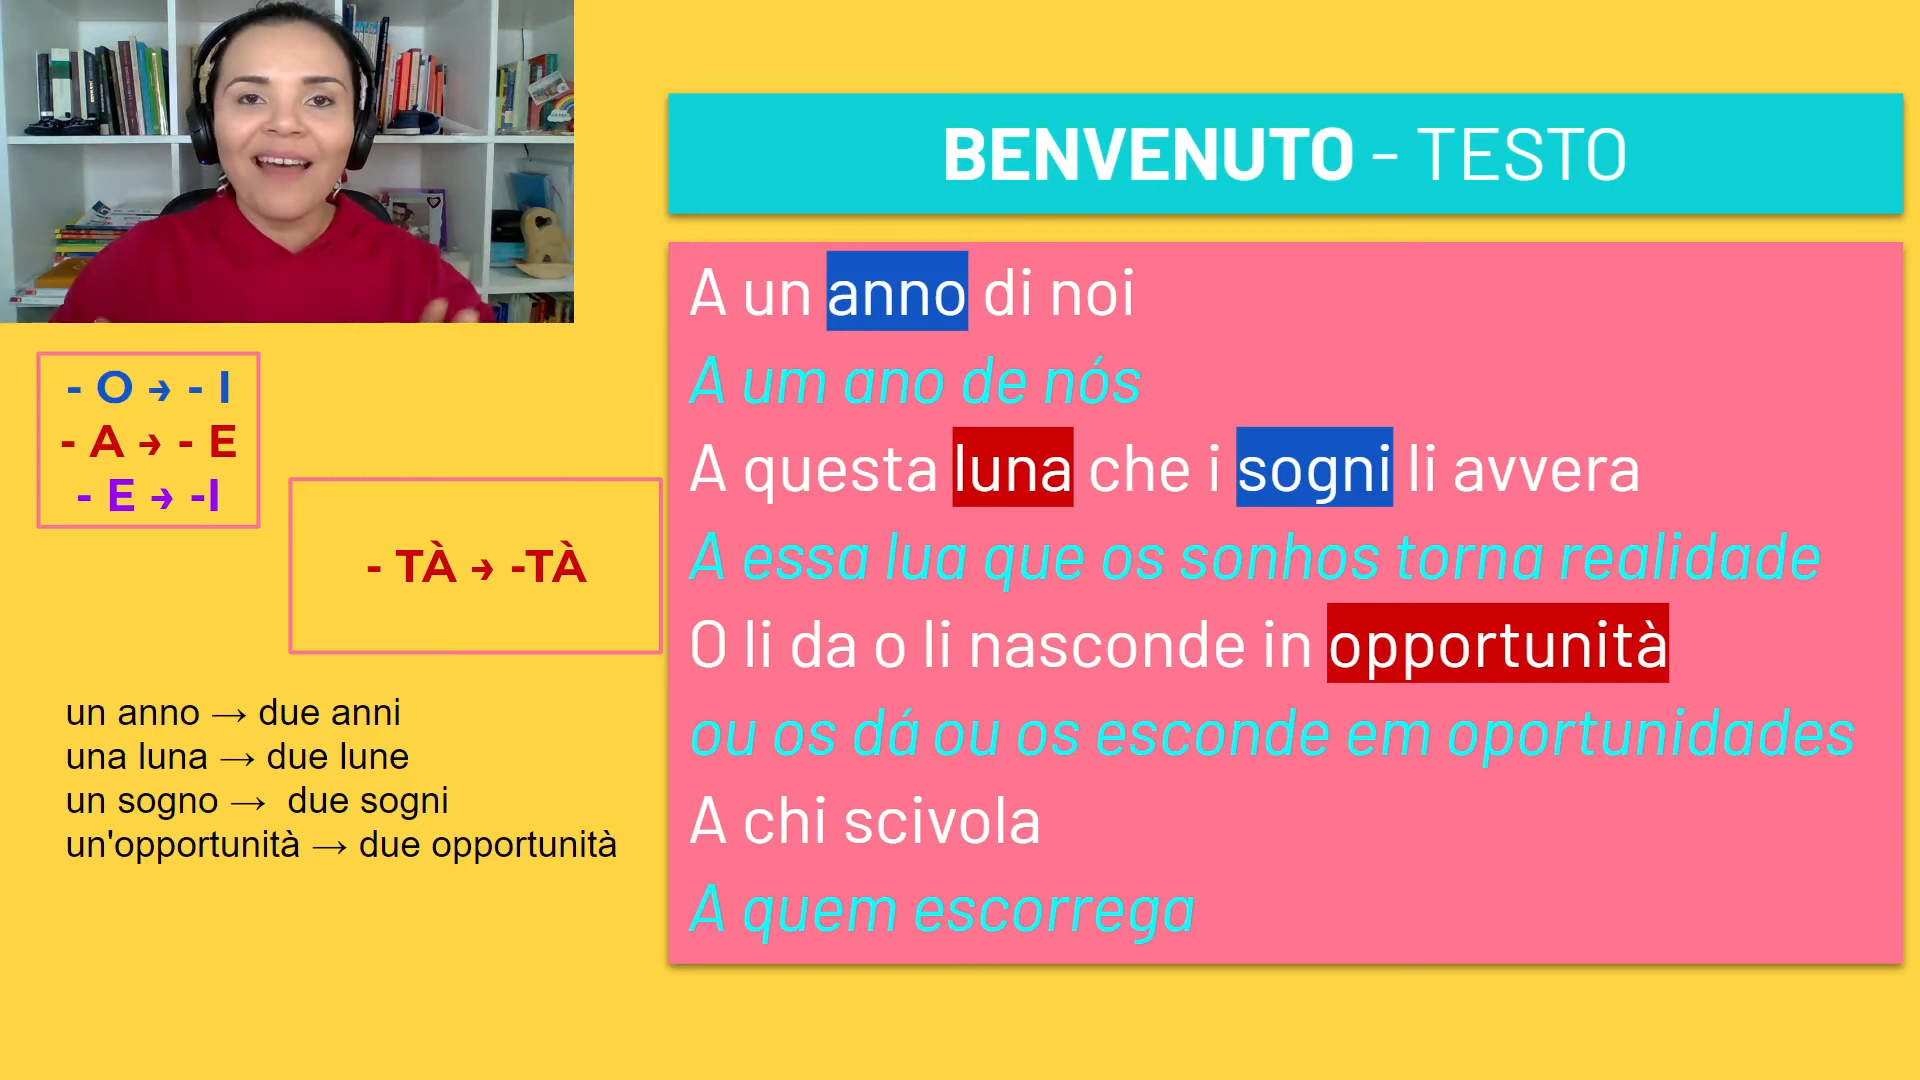 BENVENUTO - TESTO
A un anno di noi
A um ano de nós
A questa luna che i sogni li avvera
A essa lua que os sonhos torna realidade
O li da o li nasconde in opportunità
ou os dá ou os esconde em oportunidades
A chi scivola
A quem escorrega
- O → - I
- A → - E
- E → -I
- TÀ → -TÀ
un anno → due anni
una luna → due lune
un sogno → due sogni
un'opportunità → due opportunità